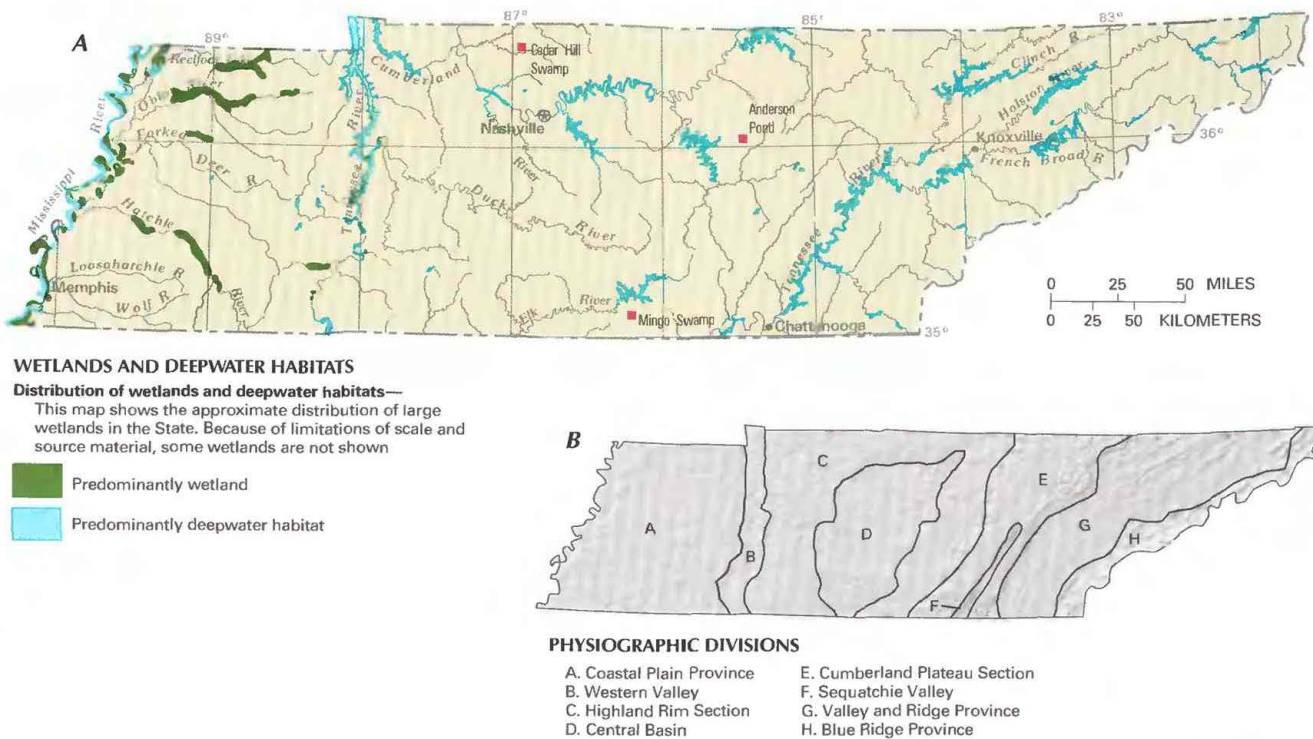 A
89°
87°
85°
83°
Reelfoot Lake
Cumberland
Cedar Hill
Swamp
Clinch R
Holston River
River
Obion River
Nashville
Anderson
Pond
Knoxville
36°
French Broad R
Forked
Deer R
River
Tennessee River
River
Duck River
Mississippi
Hatchie
River
Tennessee River
Loosahatchie R
Memphis
Wolf R
Elk River
Mingo Swamp
Chattanooga
35°
0 25 50 MILES
0 25 50 KILOMETERS
WETLANDS AND DEEPWATER HABITATS
Distribution of wetlands and deepwater habitats—
This map shows the approximate distribution of large
wetlands in the State. Because of limitations of scale and
source material, some wetlands are not shown
Predominantly wetland
Predominantly deepwater habitat
B
A
B
C
D
E
F
G
H
PHYSIOGRAPHIC DIVISIONS
A. Coastal Plain Province
B. Western Valley
C. Highland Rim Section
D. Central Basin
E. Cumberland Plateau Section
F. Sequatchie Valley
G. Valley and Ridge Province
H. Blue Ridge Province